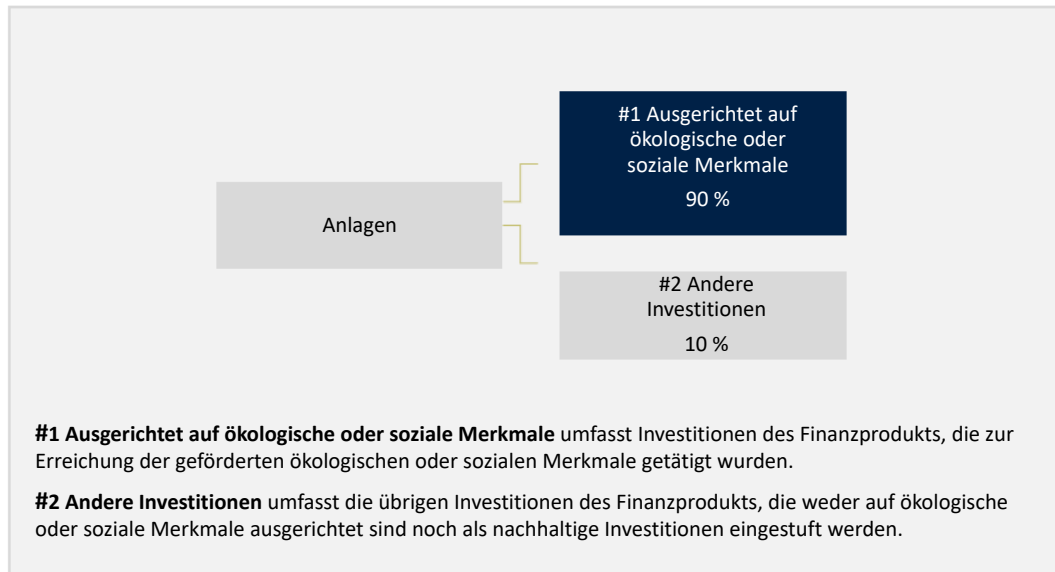 #1 Ausgerichtet auf
ökologische oder
soziale Merkmale
90 %
Anlagen
#2 Andere
Investitionen
10 %
#1 Ausgerichtet auf ökologische oder soziale Merkmale umfasst Investitionen des Finanzprodukts, die zur
Erreichung der geförderten ökologischen oder sozialen Merkmale getätigt wurden.
#2 Andere Investitionen umfasst die übrigen Investitionen des Finanzprodukts, die weder auf ökologische
oder soziale Merkmale ausgerichtet sind noch als nachhaltige Investitionen eingestuft werden.